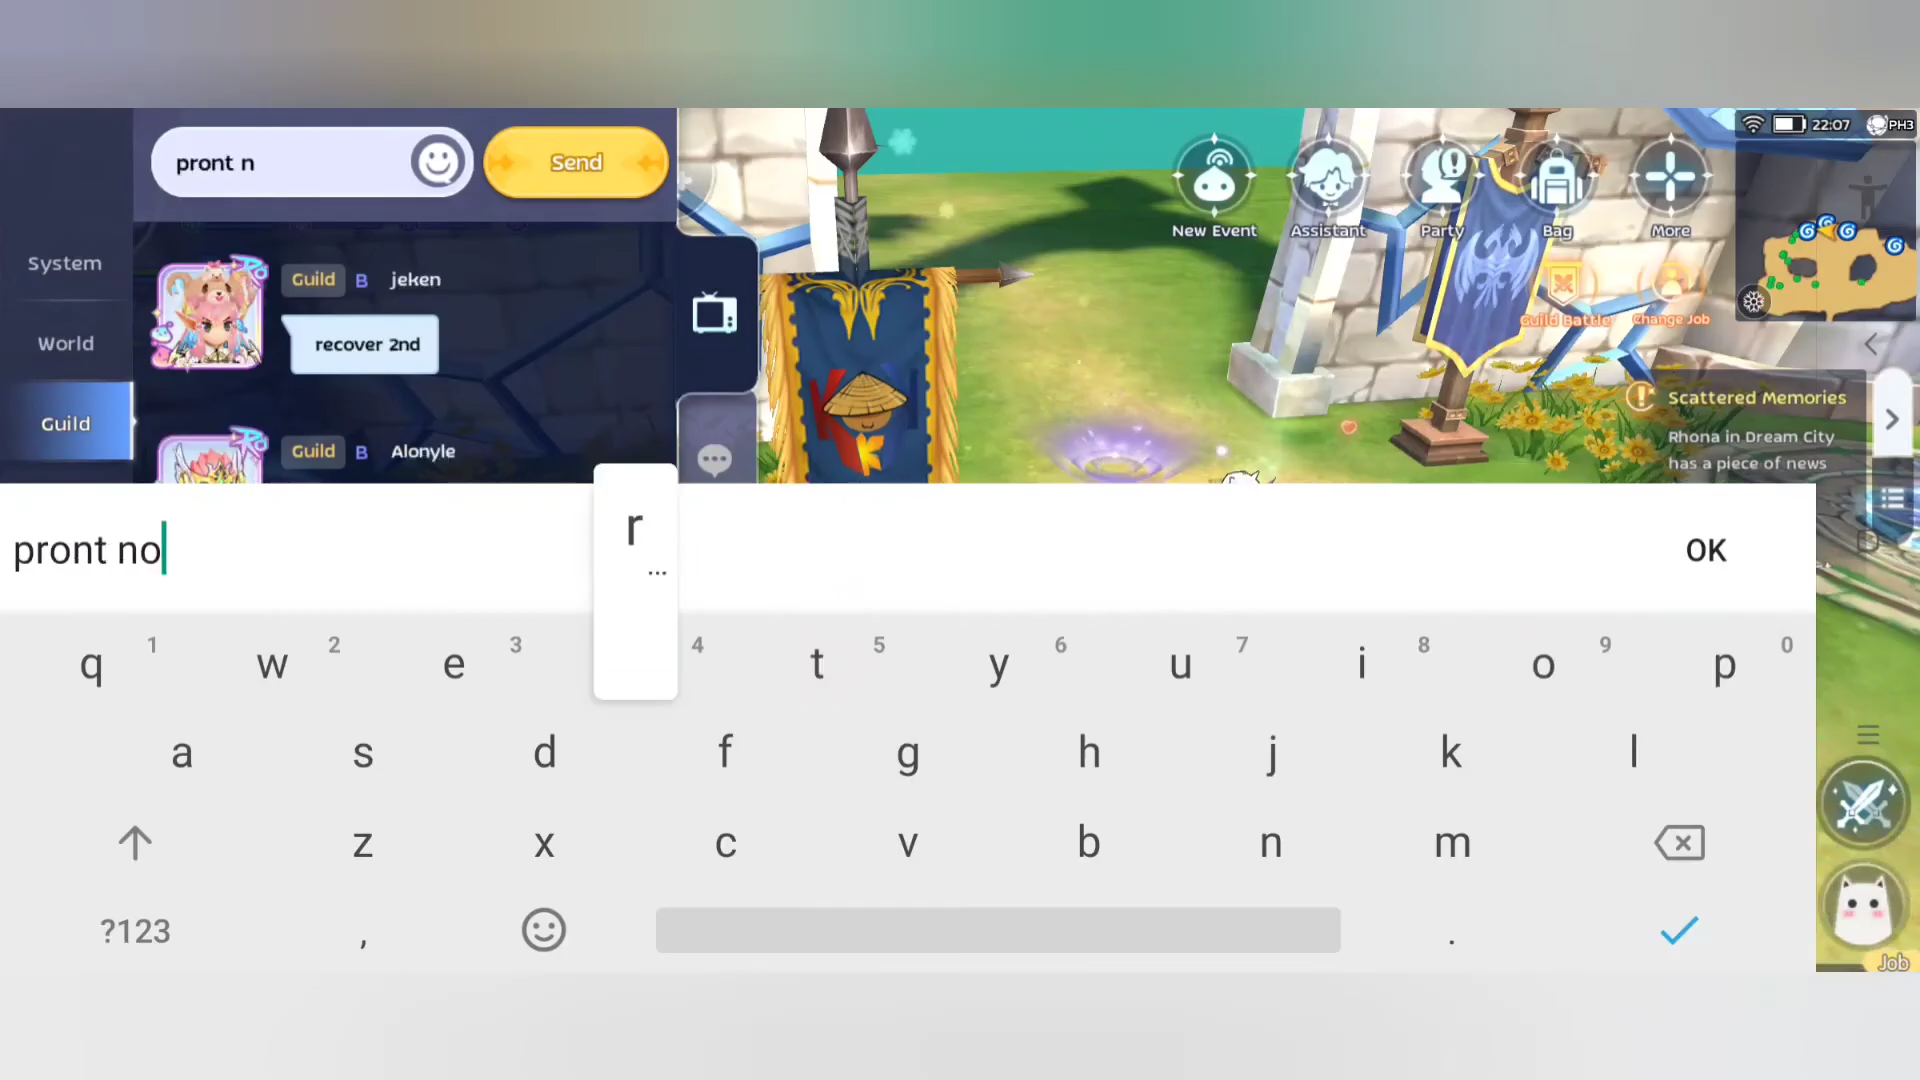 pront n
Send
22:07
PH3
New Event
Assistant
Party
Bag
More
System
World
Guild
Guild B jeken
recover 2nd
Guild B Alonyle
Guild Battle
Change Job
Scattered Memories
Rhona in Dream City
has a piece of news
pront no
OK
r
...
q 1 w 2 e 3 4 t 5 y 6 u 7 i 8 o 9 p 0
a s d f g h j k l
z x c v b n m
?123 , .
Job